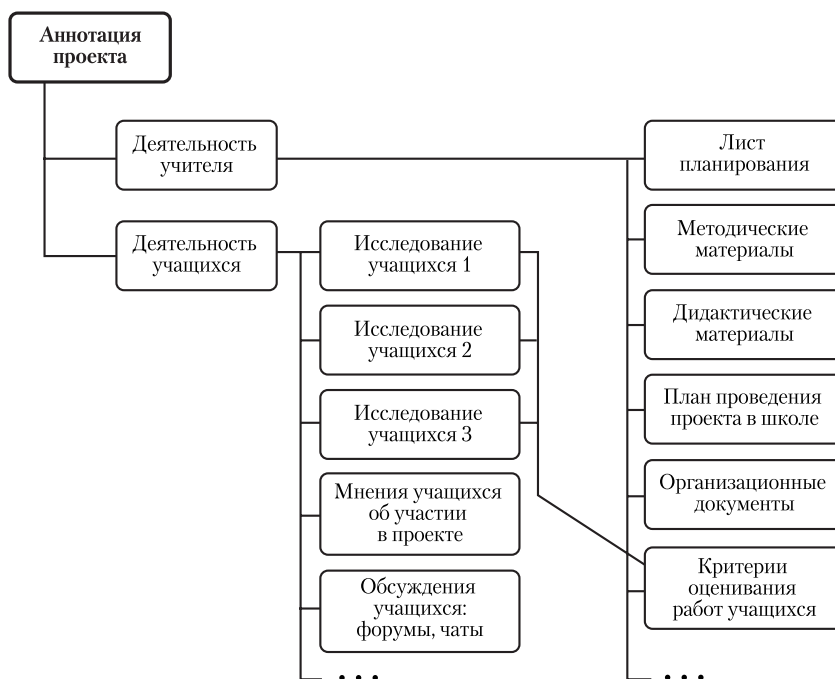 Аннотация
проекта
Деятельность
учителя
Лист
планирования
Деятельность
учащихся
Исследование
учащихся 1
Исследование
учащихся 2
Исследование
учащихся 3
Мнения учащихся
об участии
в проекте
Обсуждения
учащихся:
форумы, чаты
• • •
Методические
материалы
Дидактические
материалы
План проведения
проекта в школе
Организационные
документы
Критерии
оценивания
работ учащихся
• • •